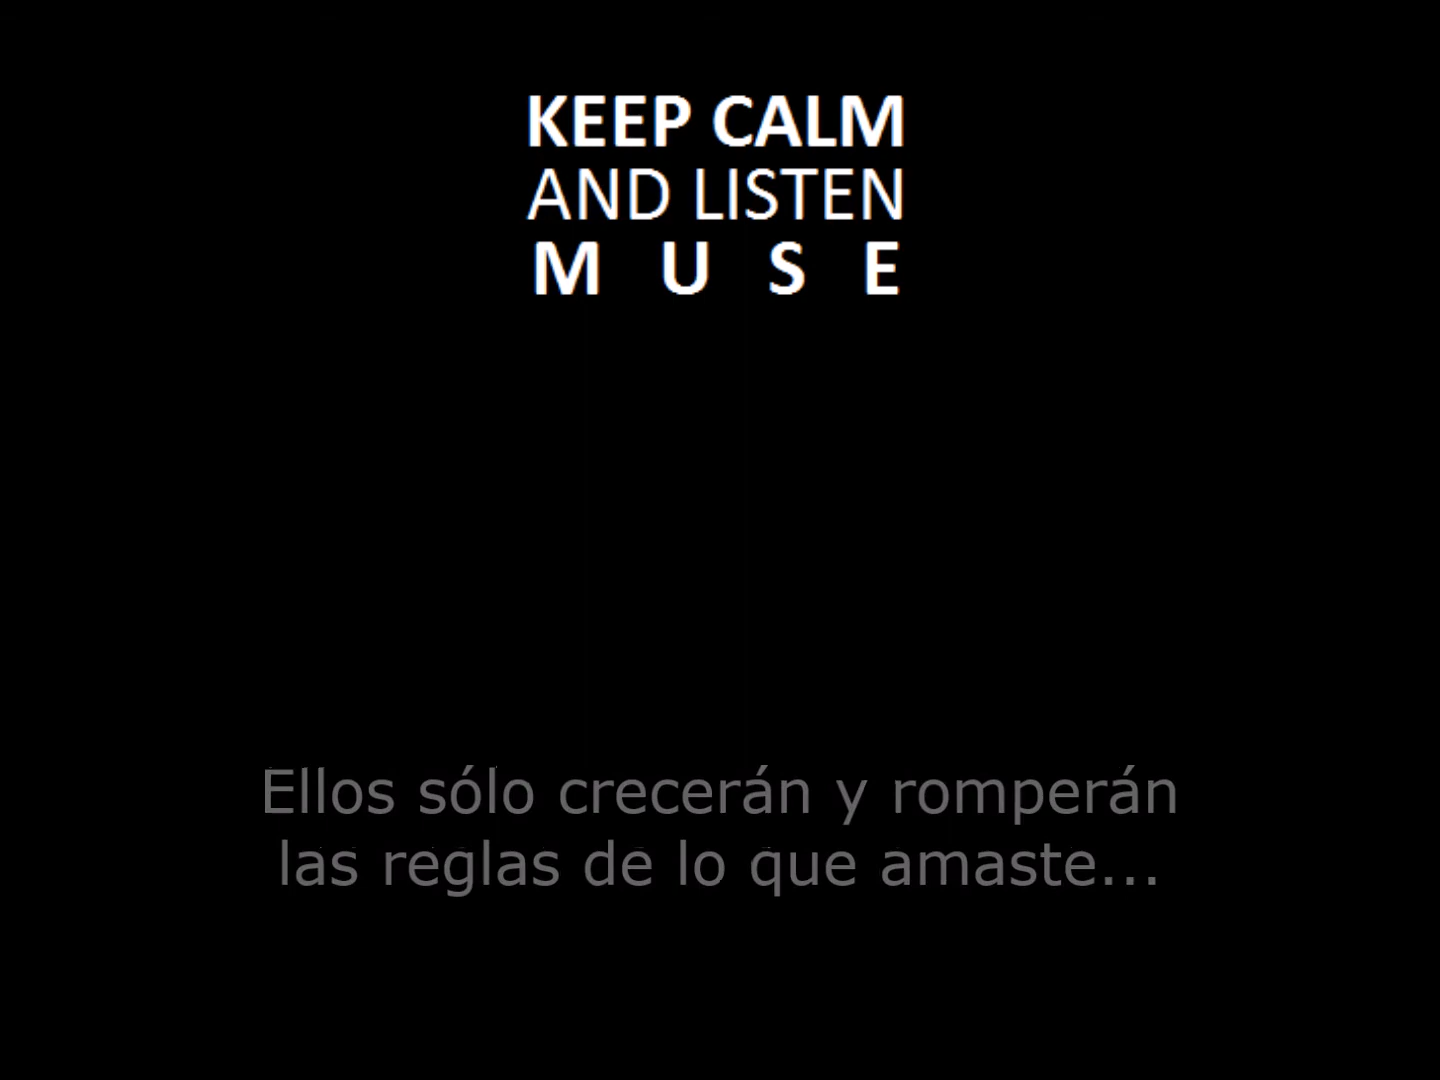 KEEP CALM
AND LISTEN
M U S E
Ellos sólo crecerán y romperán
las reglas de lo que amaste...